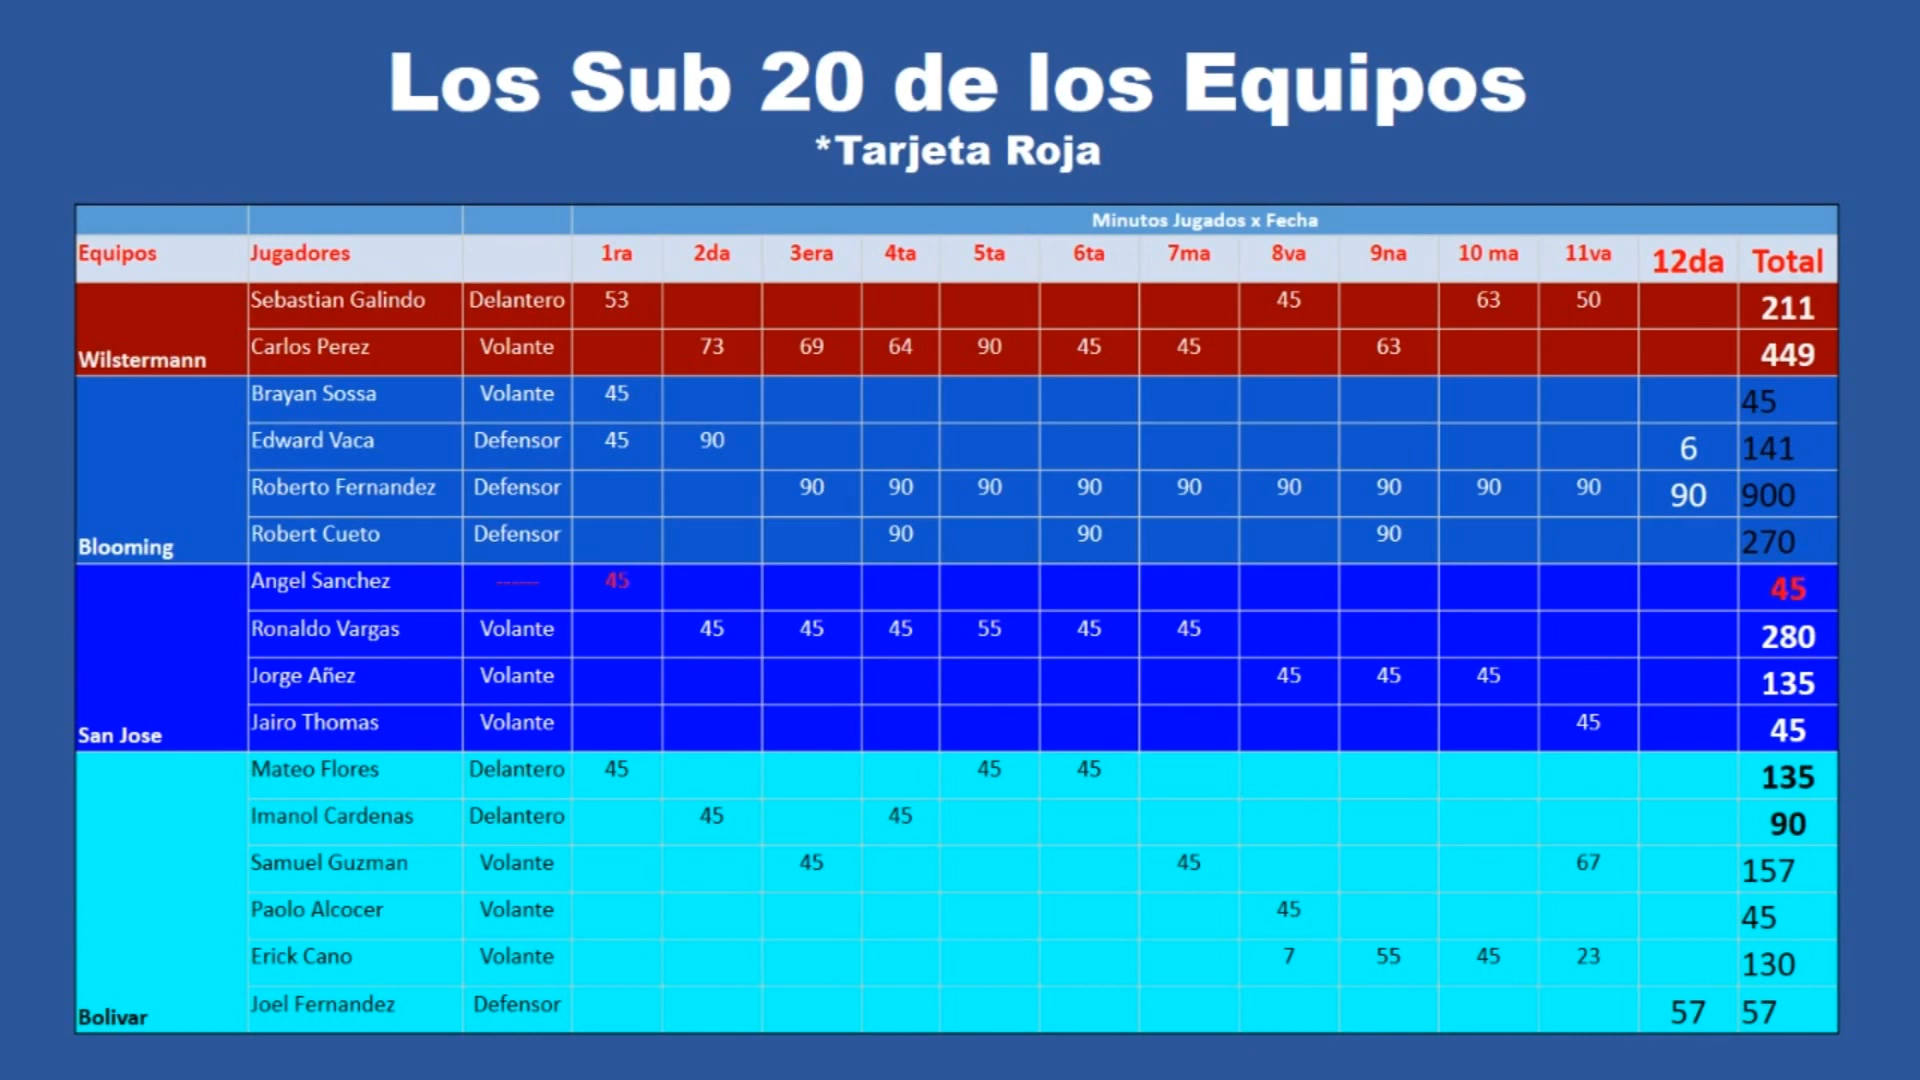 Los Sub 20 de los Equipos
*Tarjeta Roja
Minutos Jugados x Fecha
Equipos Jugadores 1ra 2da 3era 4ta 5ta 6ta 7ma 8va 9na 10 ma 11va 12da Total
Sebastian Galindo Delantero 53 45 63 50 211
Wilstermann Carlos Perez Volante 73 69 64 90 45 45 63 449
Brayan Sossa Volante 45 45
Edward Vaca Defensor 45 90 6 141
Roberto Fernandez Defensor 90 90 90 90 90 90 90 90 90 90 900
Blooming Robert Cueto Defensor 90 90 90 270
Angel Sanchez ------ 45 45
Ronaldo Vargas Volante 45 45 45 55 45 45 280
Jorge Añez Volante 45 45 45 135
San Jose Jairo Thomas Volante 45 45
Mateo Flores Delantero 45 45 45 135
Imanol Cardenas Delantero 45 45 90
Samuel Guzman Volante 45 45 67 157
Paolo Alcocer Volante 45 45
Erick Cano Volante 7 55 45 23 130
Bolivar Joel Fernandez Defensor 57 57